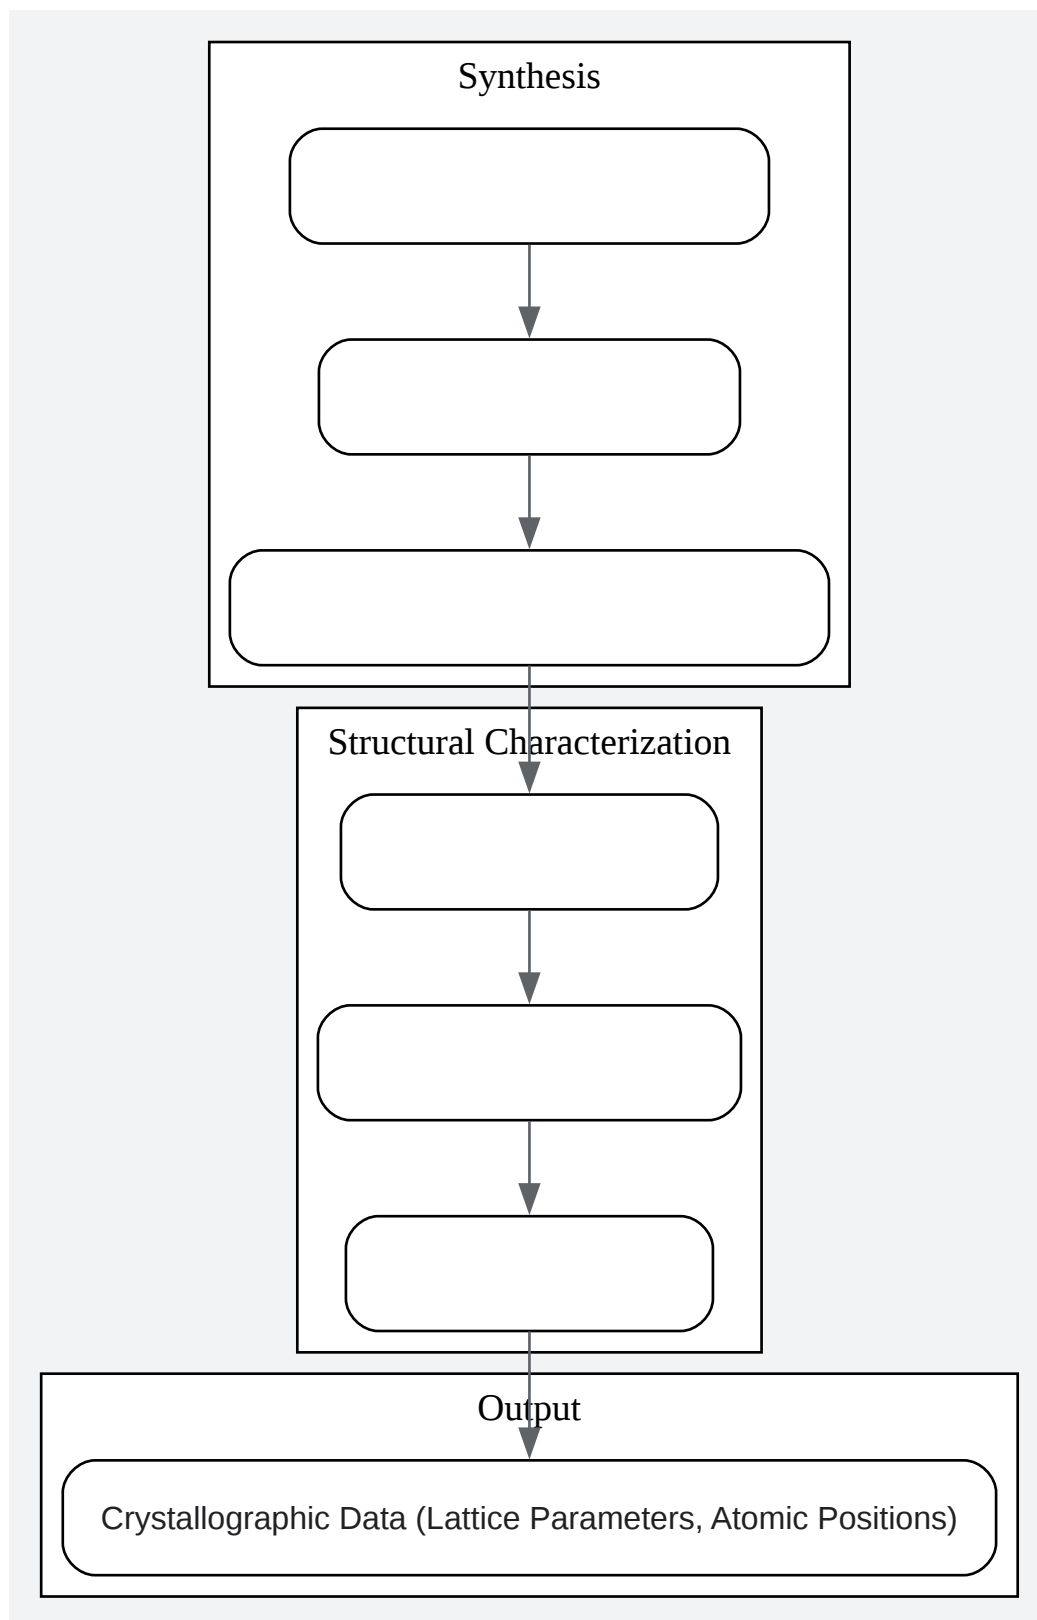 Synthesis
Structural Characterization
Output
Crystallographic Data (Lattice Parameters, Atomic Positions)